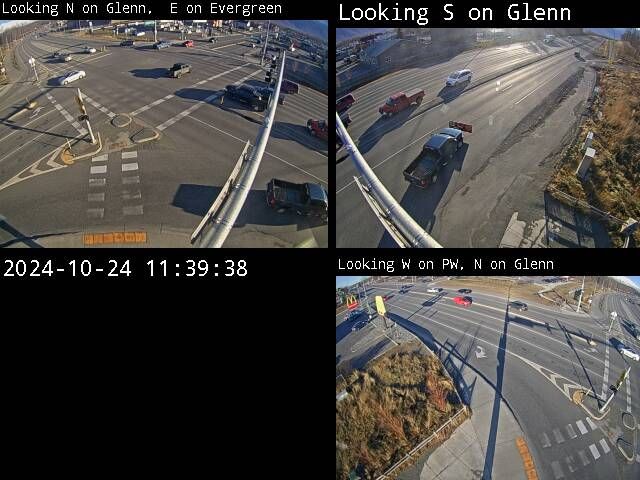 Looking N on Glenn, E on Evergreen
Looking S on Glenn
2024-10-24 11:39:38
Looking W on PW, N on Glenn